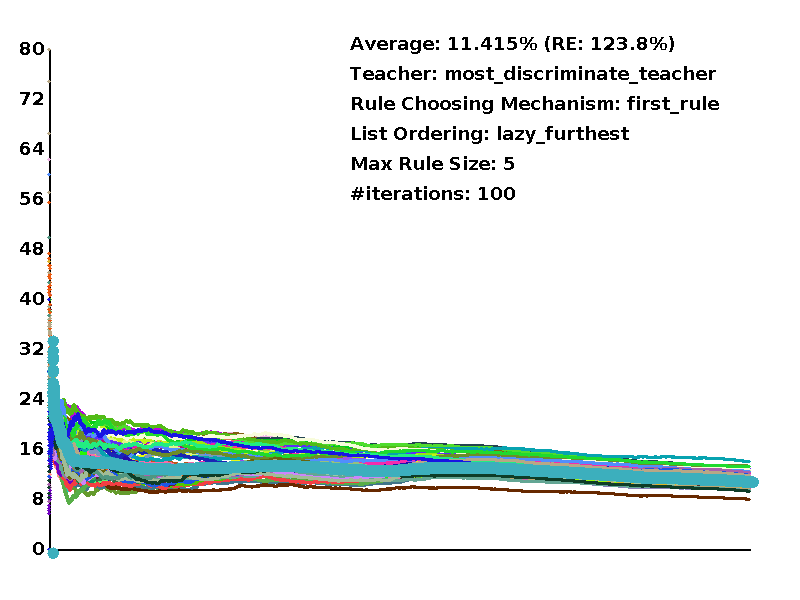 Average: 11.415% (RE: 123.8%)
Teacher: most_discriminate_teacher
Rule Choosing Mechanism: first_rule
List Ordering: lazy_furthest
Max Rule Size: 5
#iterations: 100
80
72
64
56
48
40
32
24
16
8
0